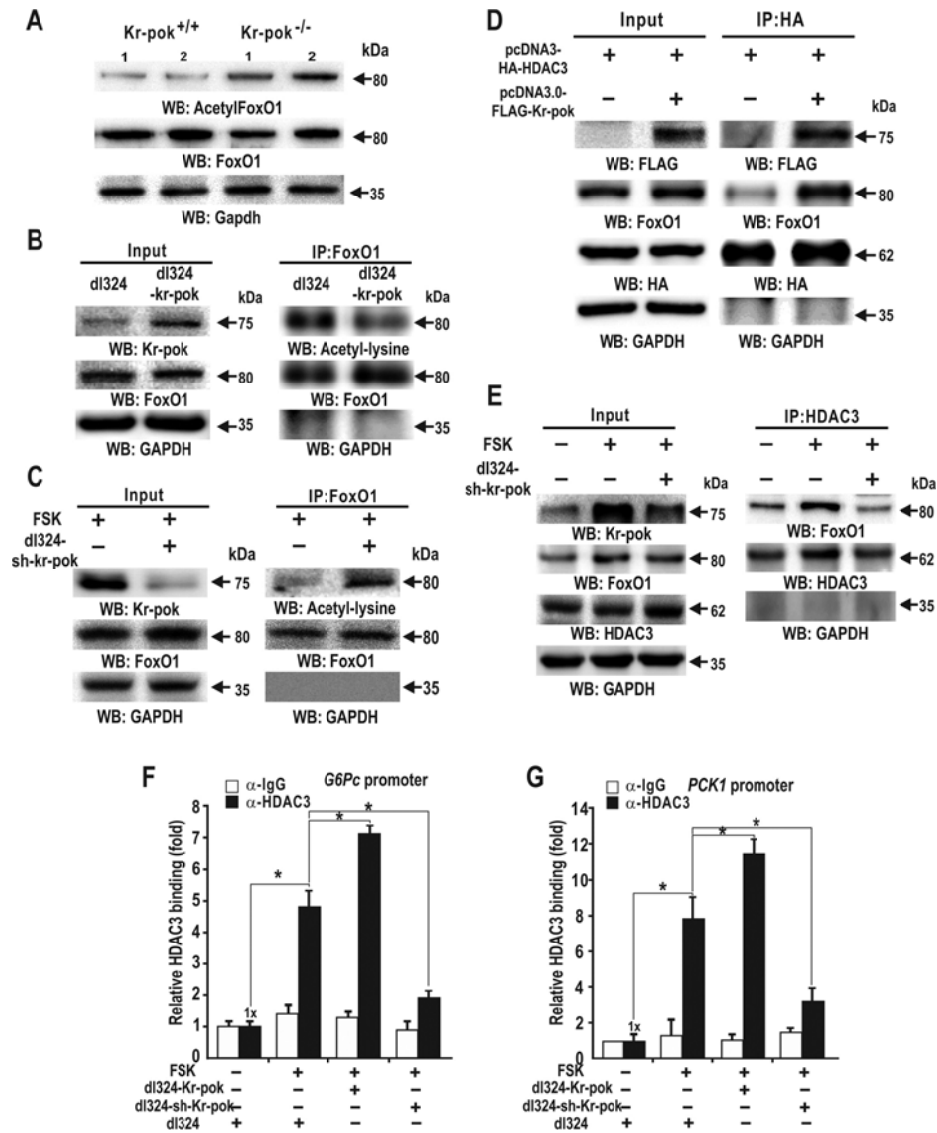 A
Kr-pok+/+ Kr-pok-/-
1 2 1 2 kDa
80
WB: AcetylFoxO1
80
WB: FoxO1
35
WB: Gapdh
B
Input IP:FoxO1
dl324 dl324-kr-pok kDa dl324 dl324-kr-pok kDa
75 80
WB: Kr-pok WB: Acetyl-lysine
80 80
WB: FoxO1 WB: FoxO1
35 35
WB: GAPDH WB: GAPDH
C
Input IP:FoxO1
FSK + + + +
dl324-sh-kr-pok – + kDa – + kDa
75 80
WB: Kr-pok WB: Acetyl-lysine
80 80
WB: FoxO1 WB: FoxO1
35 35
WB: GAPDH WB: GAPDH
D
Input IP:HA
pcDNA3-HA-HDAC3 + + + +
pcDNA3.0-FLAG-Kr-pok – + – + kDa
75
WB: FLAG WB: FLAG
80
WB: FoxO1 WB: FoxO1
62
WB: HA WB: HA
35
WB: GAPDH WB: GAPDH
E
Input IP:HDAC3
FSK – + + – + +
dl324-sh-kr-pok – – + kDa – – + kDa
75 80
WB: Kr-pok WB: FoxO1
80 62
WB: FoxO1 WB: HDAC3
62 35
WB: HDAC3 WB: GAPDH
35
WB: GAPDH
F
α-IgG
α-HDAC3
G6Pc promoter
Relative HDAC3 binding (fold)
8
7
6
5
4
3
2
1
0
1x
* * *
FSK – + + +
dl324-Kr-pok – – + –
dl324-sh-Kr-pok – – – +
dl324 + + – –
G
α-IgG
α-HDAC3
PCK1 promoter
Relative HDAC3 binding (fold)
14
12
10
8
6
4
2
0
1x
* * *
FSK – + + +
dl324-Kr-pok – – + –
dl324-sh-Kr-pok – – – +
dl324 + + – –